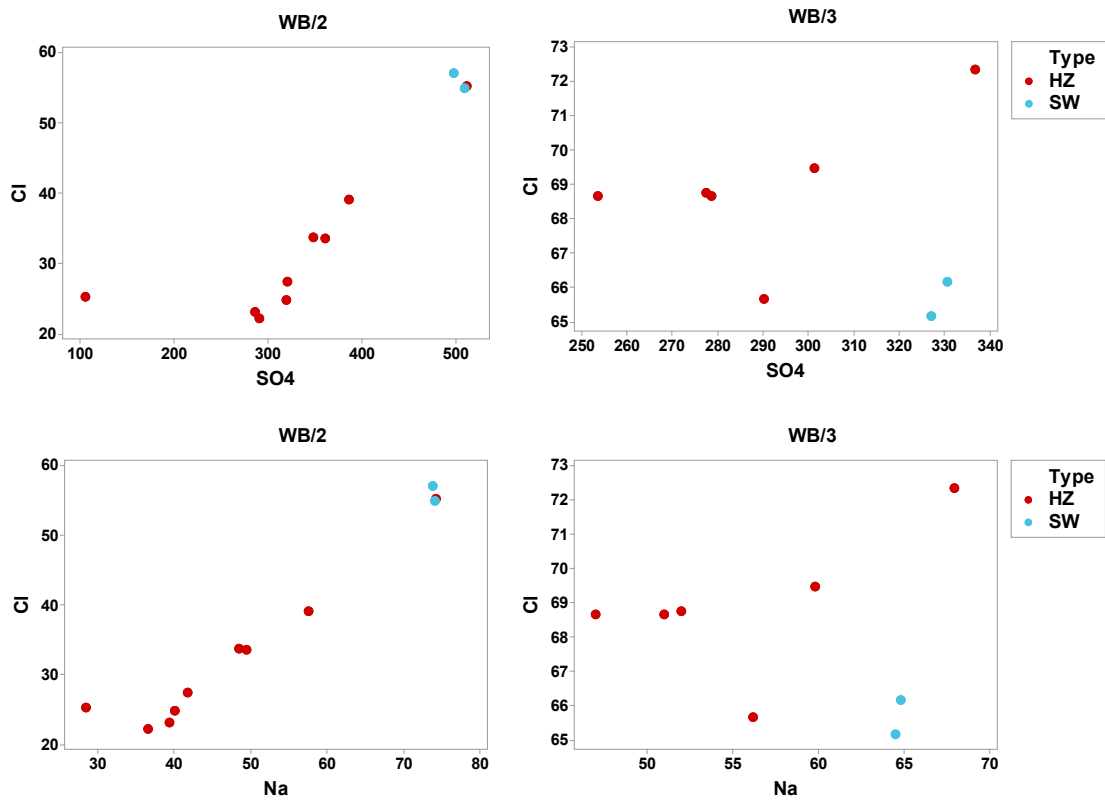 WB/2
60
50
40
30
20
Cl
100 200 300 400 500
SO4
WB/3
73
72
71
70
69
68
67
66
65
Cl
250 260 270 280 290 300 310 320 330 340
SO4
Type
HZ
SW
WB/2
60
50
40
30
20
Cl
30 40 50 60 70 80
Na
WB/3
73
72
71
70
69
68
67
66
65
Cl
50 55 60 65 70
Na
Type
HZ
SW